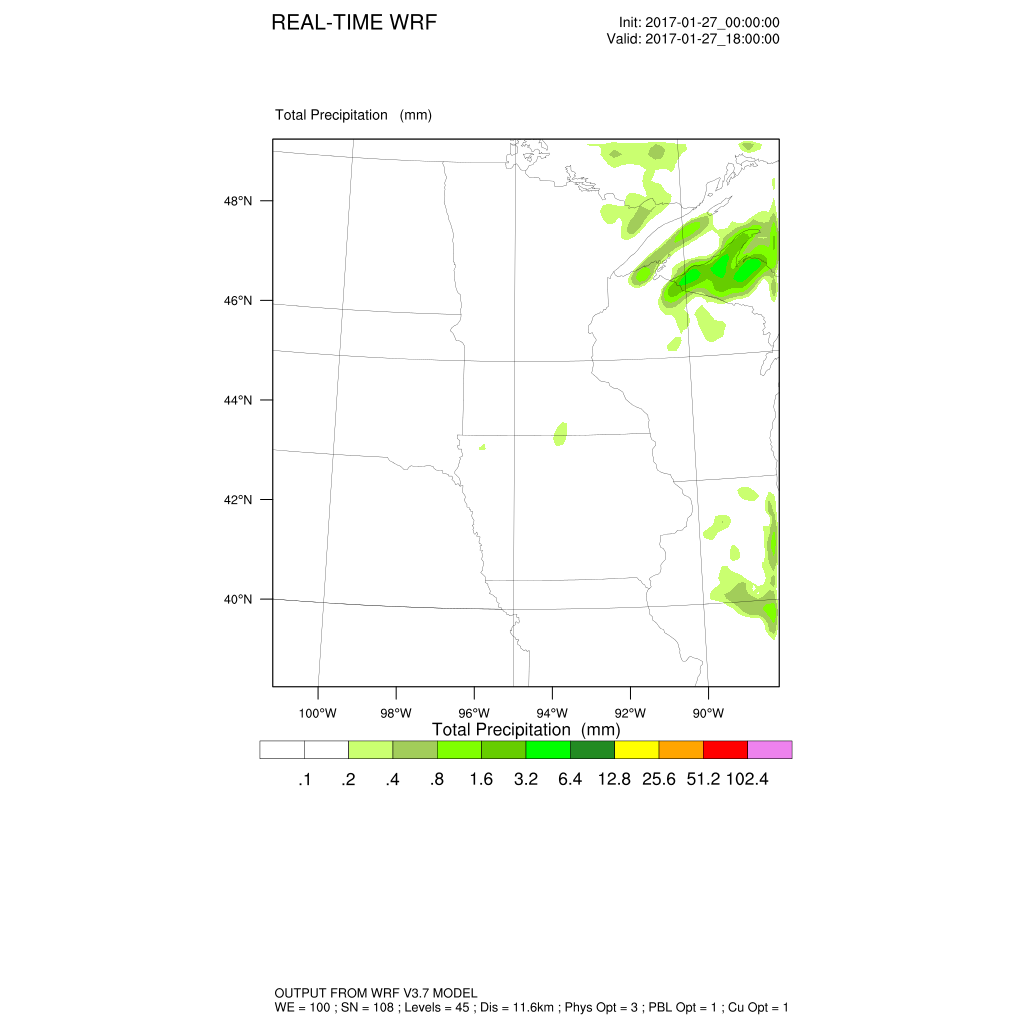 REAL-TIME WRF
Init: 2017-01-27_00:00:00
Valid: 2017-01-27_18:00:00
Total Precipitation (mm)
48°N
46°N
44°N
42°N
40°N
100°W 98°W 96°W 94°W 92°W 90°W
Total Precipitation (mm)
.1 .2 .4 .8 1.6 3.2 6.4 12.8 25.6 51.2 102.4
OUTPUT FROM WRF V3.7 MODEL
WE = 100 ; SN = 108 ; Levels = 45 ; Dis = 11.6km ; Phys Opt = 3 ; PBL Opt = 1 ; Cu Opt = 1